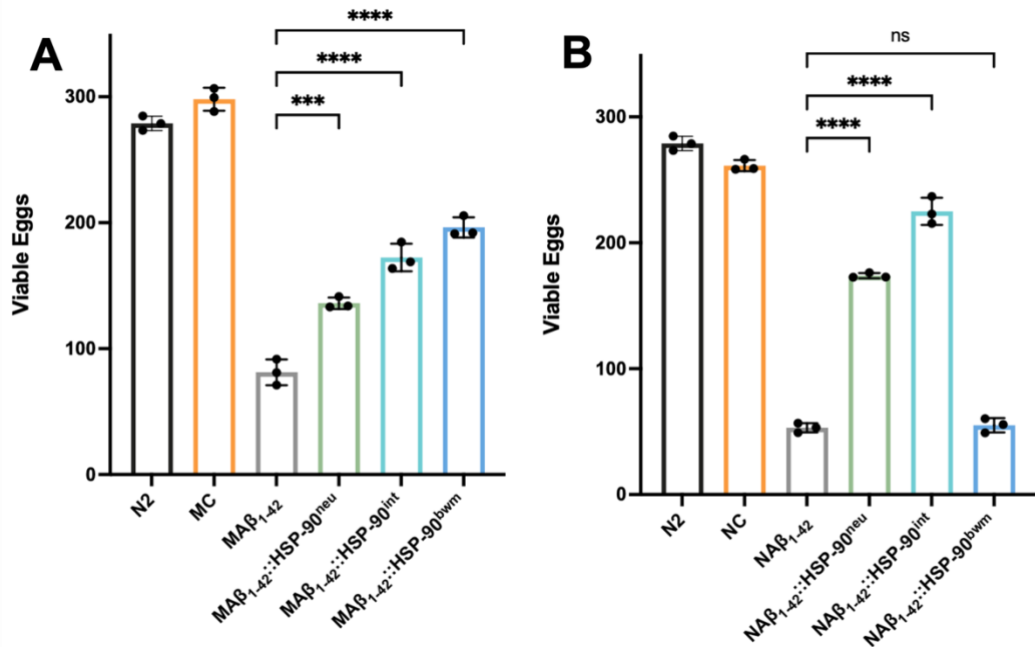 A
Viable Eggs
300
200
100
0
****
****
***
N2
MC
MAβ₁₋₄₂
MAβ₁₋₄₂::HSP-90ⁿᵉᵘ
MAβ₁₋₄₂::HSP-90ⁱⁿᵗ
MAβ₁₋₄₂::HSP-90ᵇʷᵐ
B
Viable Eggs
300
200
100
0
ns
****
****
N2
NC
NAβ₁₋₄₂
NAβ₁₋₄₂::HSP-90ⁿᵉᵘ
NAβ₁₋₄₂::HSP-90ⁱⁿᵗ
NAβ₁₋₄₂::HSP-90ᵇʷᵐ